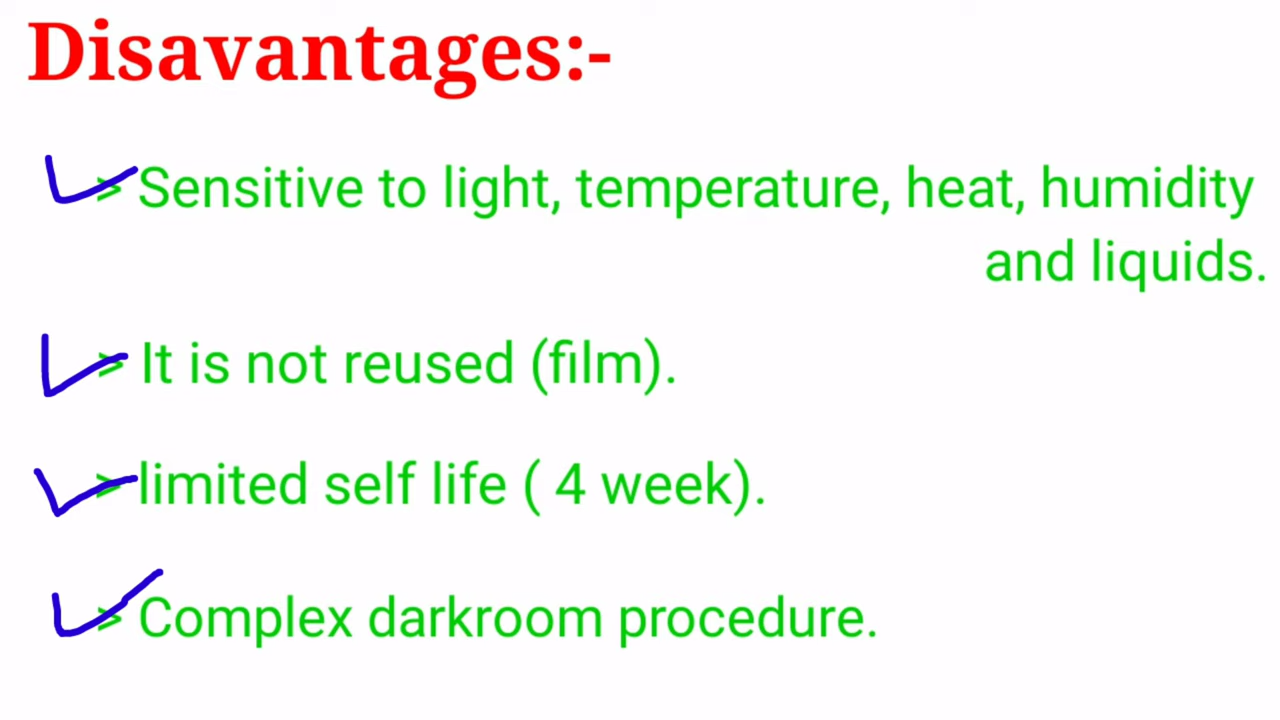 Disavantages:-
> Sensitive to light, temperature, heat, humidity
and liquids.
> It is not reused (film).
> limited self life ( 4 week).
> Complex darkroom procedure.